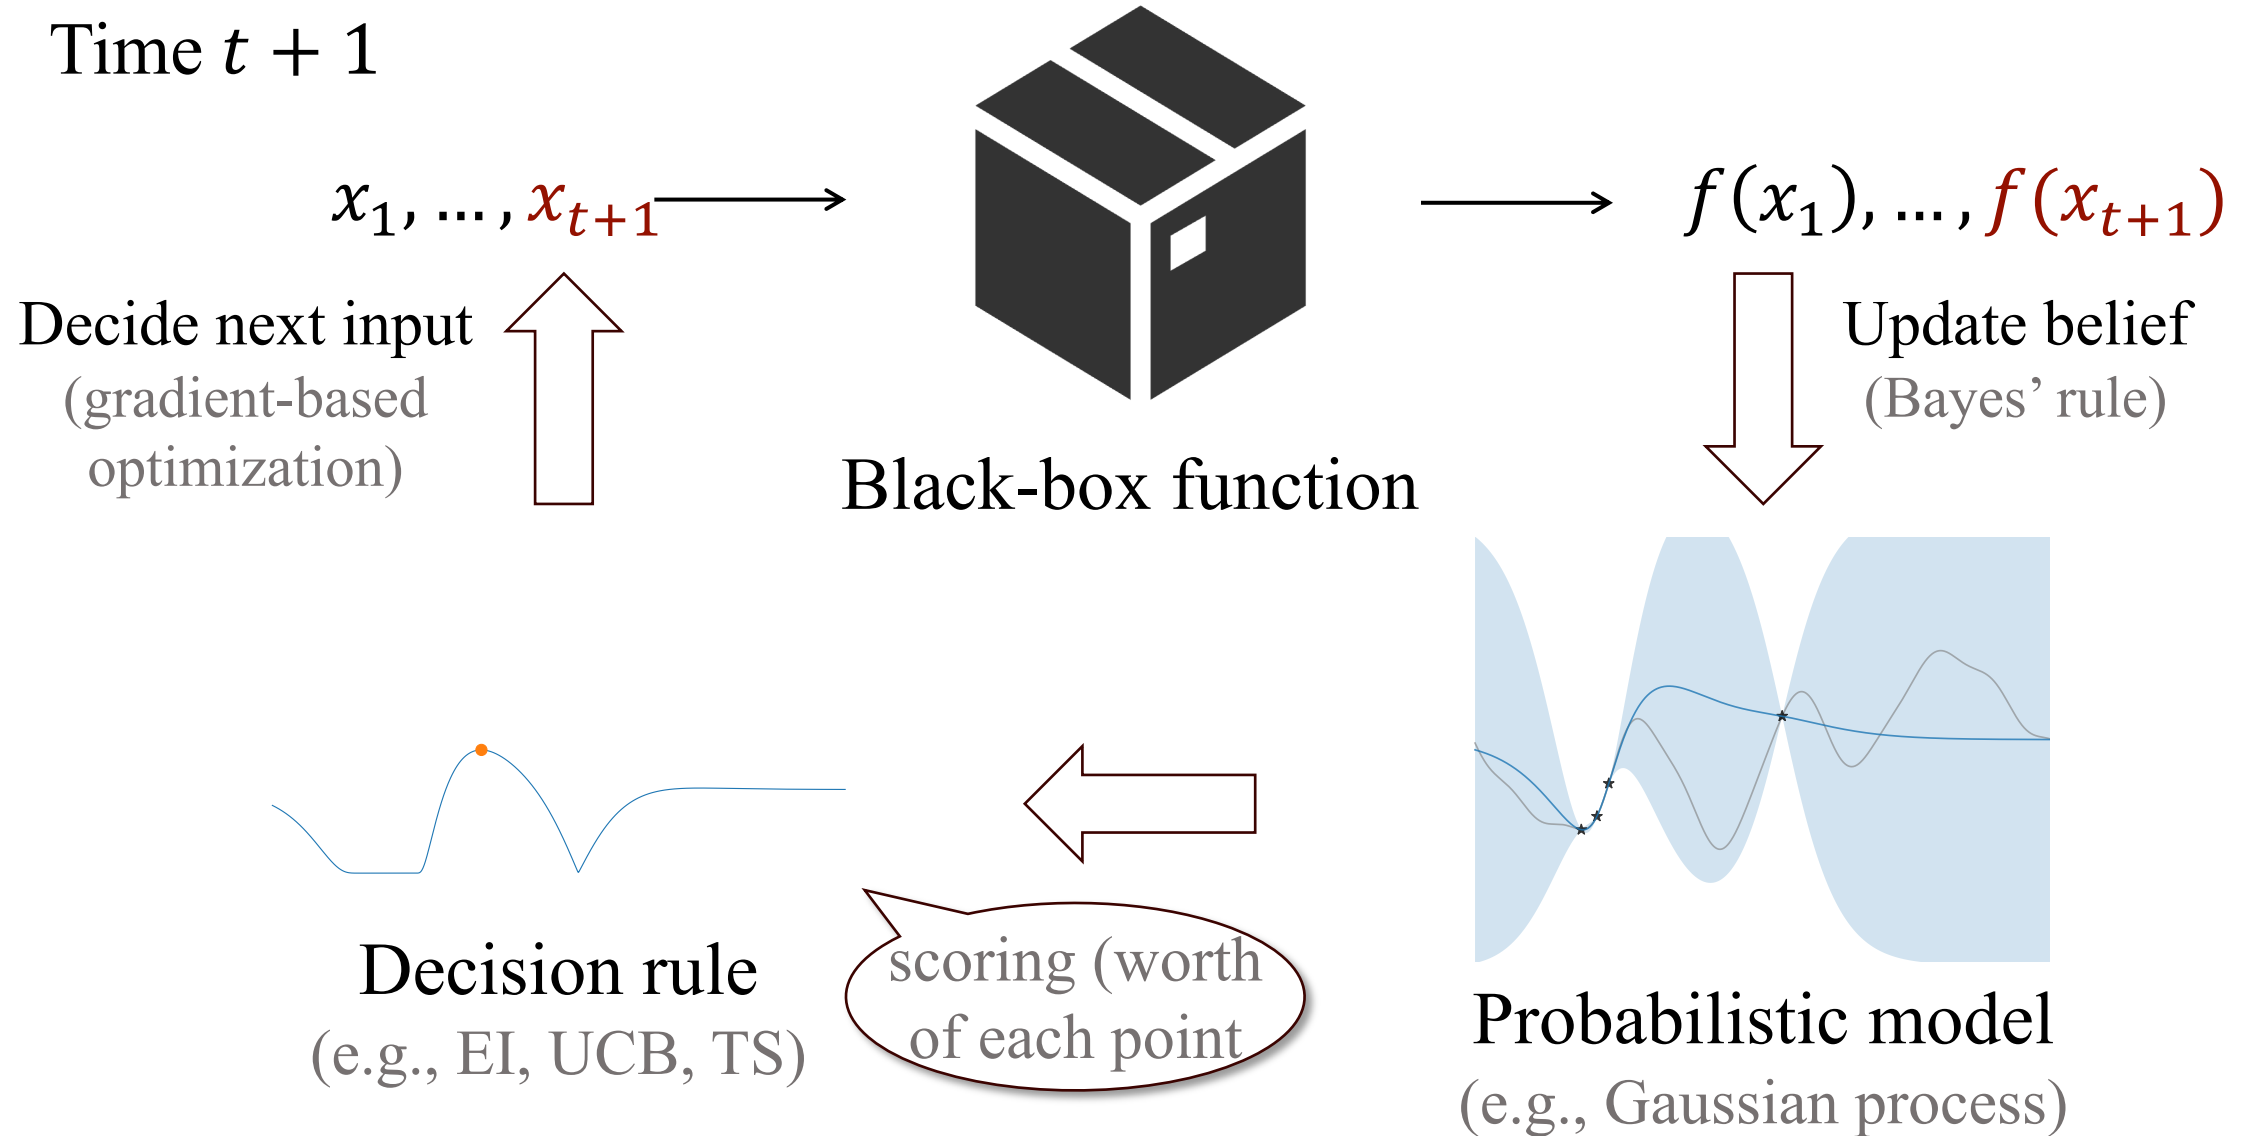 Time t + 1
x₁, … , xₜ₊₁
f(x₁), … , f(xₜ₊₁)
Decide next input
(gradient-based
optimization)
Black-box function
Update belief
(Bayes’ rule)
Decision rule
(e.g., EI, UCB, TS)
scoring (worth
of each point
Probabilistic model
(e.g., Gaussian process)